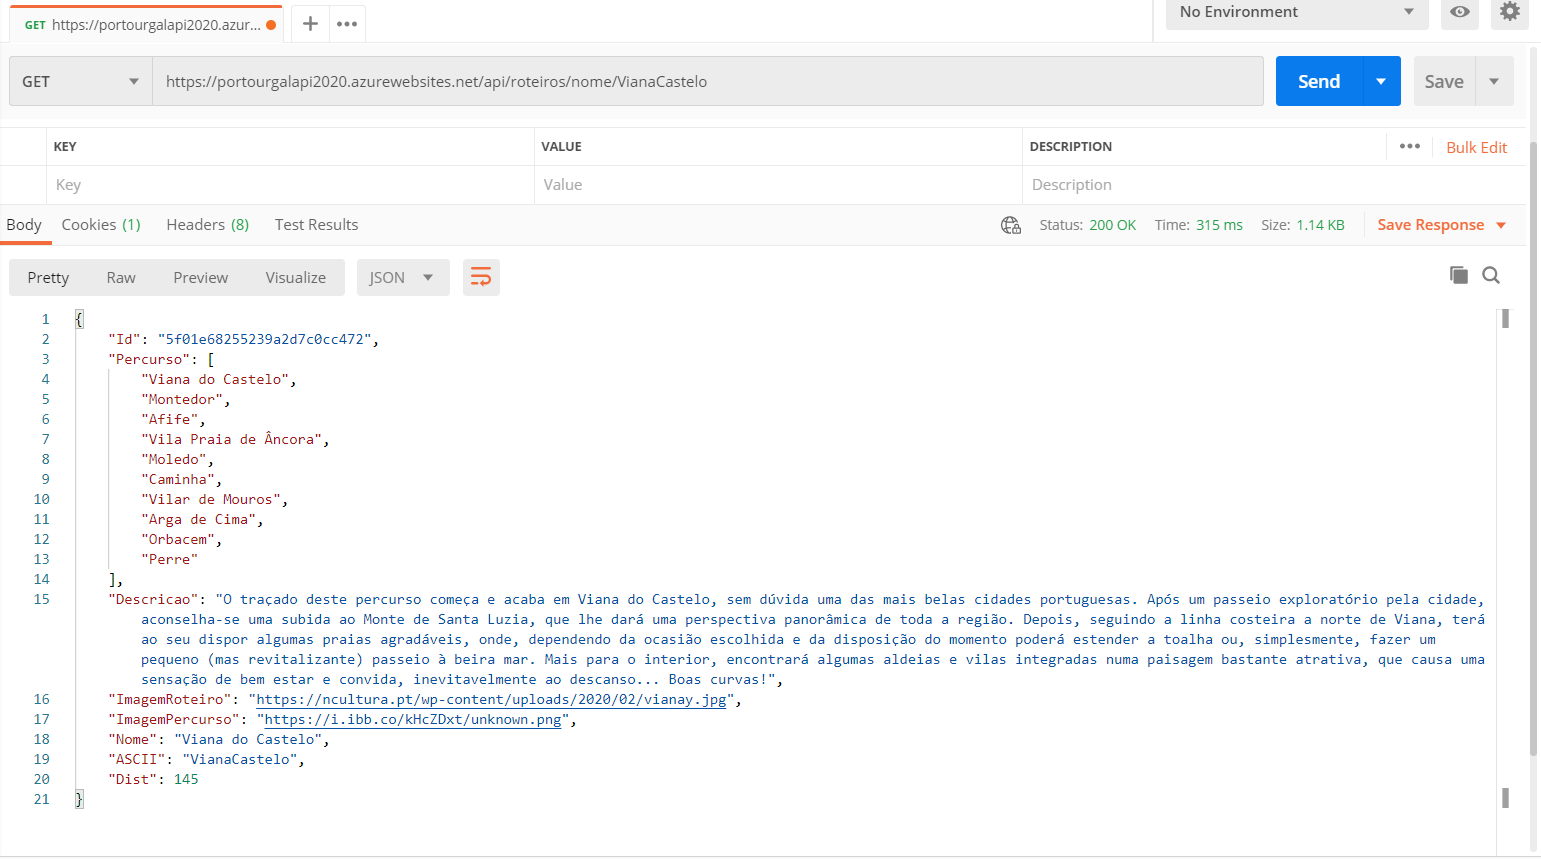 GET https://portourgalapi2020.azur...
No Environment
GET https://portourgalapi2020.azurewebsites.net/api/roteiros/nome/VianaCastelo Send Save
KEY VALUE DESCRIPTION Bulk Edit
Key Value Description
Body Cookies (1) Headers (8) Test Results Status: 200 OK Time: 315 ms Size: 1.14 KB Save Response
Pretty Raw Preview Visualize JSON
1 {
2 "Id": "5f01e68255239a2d7c0cc472",
3 "Percurso": [
4 "Viana do Castelo",
5 "Montedor",
6 "Afife",
7 "Vila Praia de Âncora",
8 "Moledo",
9 "Caminha",
10 "Vilar de Mouros",
11 "Arga de Cima",
12 "Orbacem",
13 "Perre"
14 ],
15 "Descricao": "O traçado deste percurso começa e acaba em Viana do Castelo, sem dúvida uma das mais belas cidades portuguesas. Após um passeio exploratório pela cidade,
aconselha-se uma subida ao Monte de Santa Luzia, que lhe dará uma perspectiva panorâmica de toda a região. Depois, seguindo a linha costeira a norte de Viana, terá
ao seu dispor algumas praias agradáveis, onde, dependendo da ocasião escolhida e da disposição do momento poderá estender a toalha ou, simplesmente, fazer um
pequeno (mas revitalizante) passeio à beira mar. Mais para o interior, encontrará algumas aldeias e vilas integradas numa paisagem bastante atrativa, que causa uma
sensação de bem estar e convida, inevitavelmente ao descanso... Boas curvas!",
16 "ImagemRoteiro": "https://ncultura.pt/wp-content/uploads/2020/02/vianay.jpg",
17 "ImagemPercurso": "https://i.ibb.co/kHcZDxt/unknown.png",
18 "Nome": "Viana do Castelo",
19 "ASCII": "VianaCastelo",
20 "Dist": 145
21 }